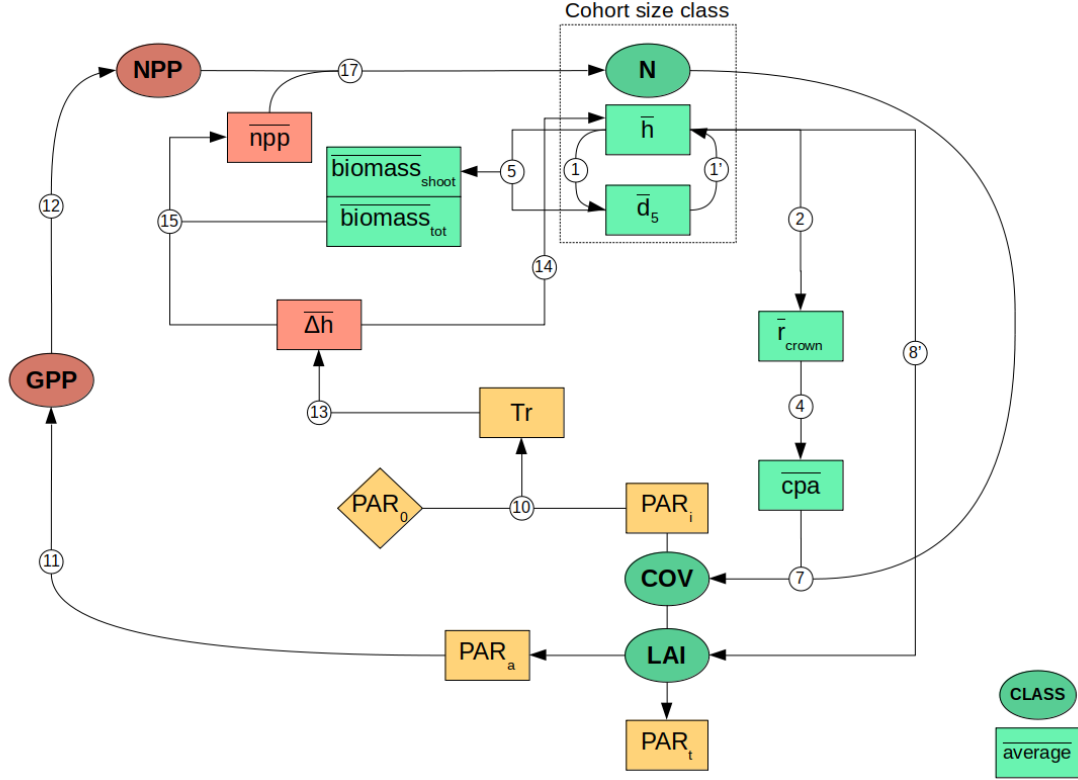 Cohort size class
NPP
17
N
npp
h
biomass shoot
5
1
1'
biomass tot
d 5
12
15
2
14
Δh
r crown
8'
GPP
Tr
4
13
cpa
PAR 0
10
PAR i
11
COV
7
PAR a
LAI
CLASS
PAR t
average